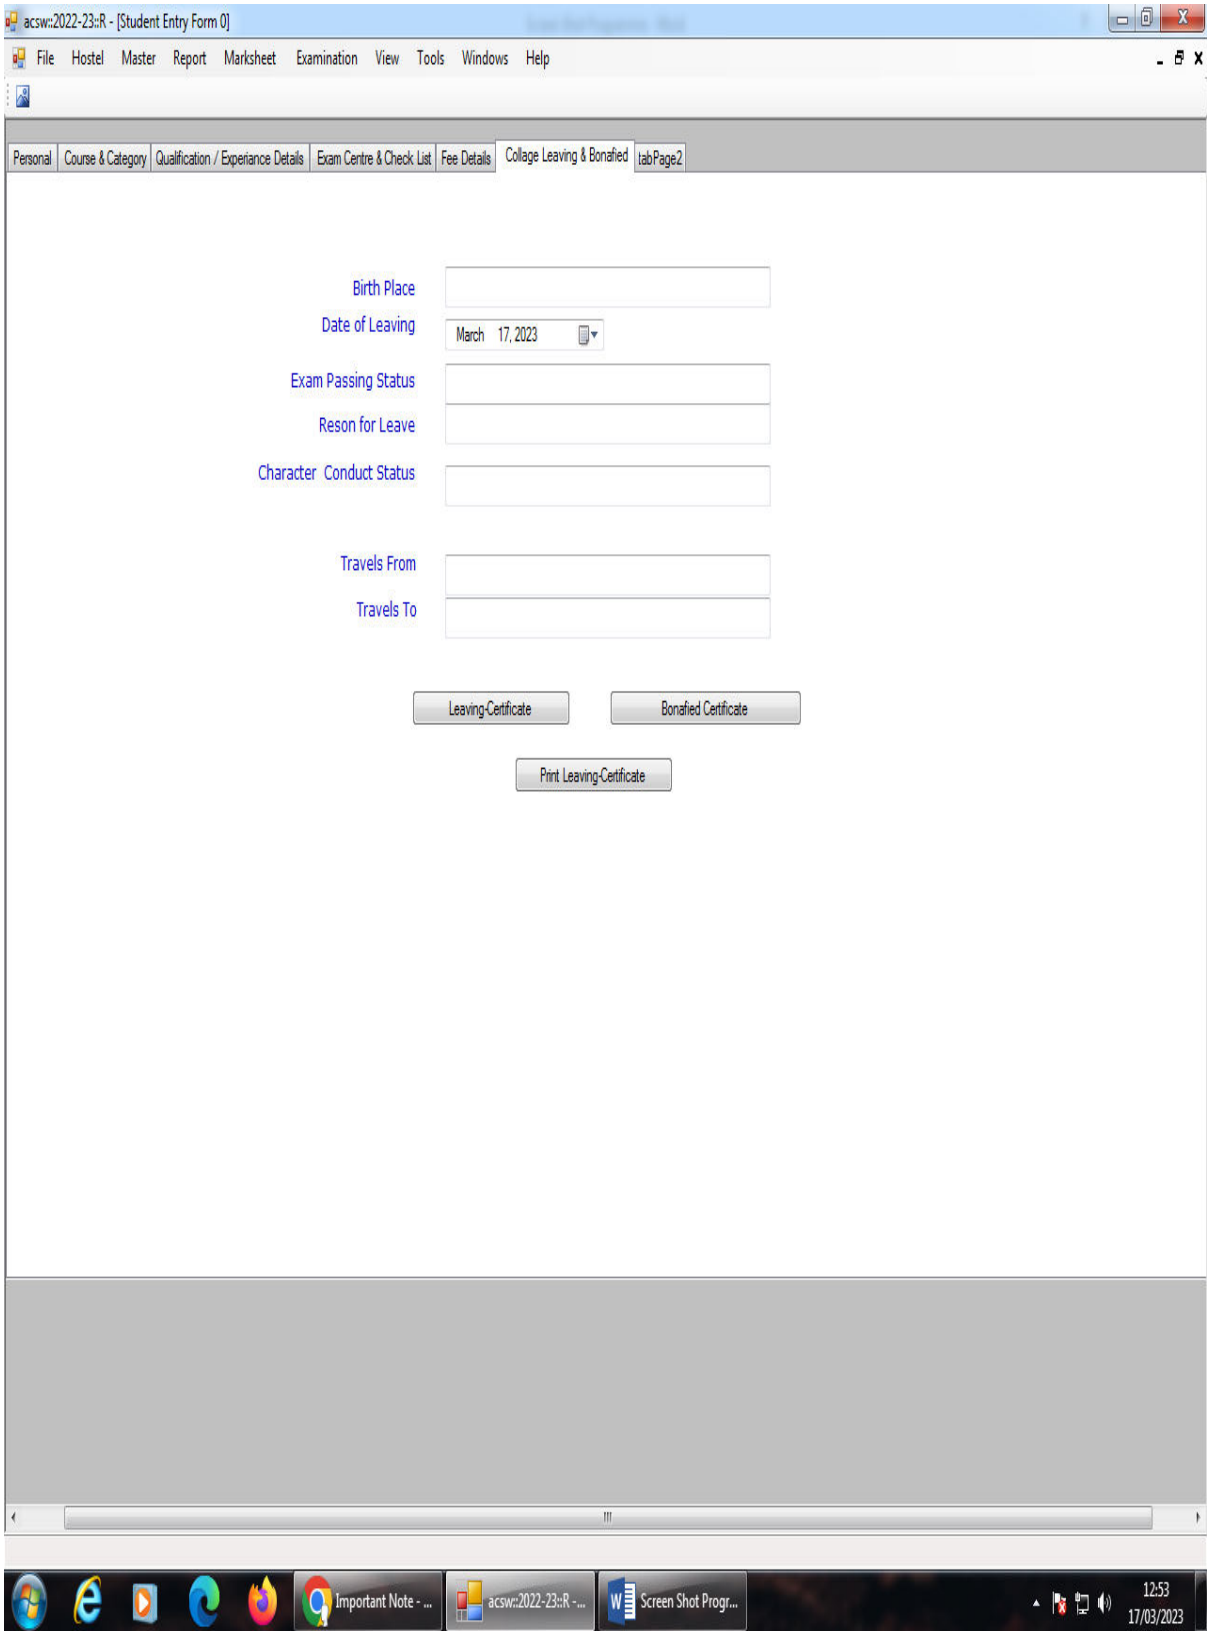 acsw::2022-23::R - [Student Entry Form 0]
File Hostel Master Report Marksheet Examination View Tools Windows Help
Personal Course & Category Qualification / Experiance Details Exam Centre & Check List Fee Details Collage Leaving & Bonafied tabPage2
Birth Place
Date of Leaving March 17, 2023
Exam Passing Status
Reson for Leave
Character Conduct Status
Travels From
Travels To
Leaving-Certificate Bonafied Certificate
Print Leaving-Certificate
Important Note - ... acsw::2022-23::R -... Screen Shot Progr... 12:53
17/03/2023